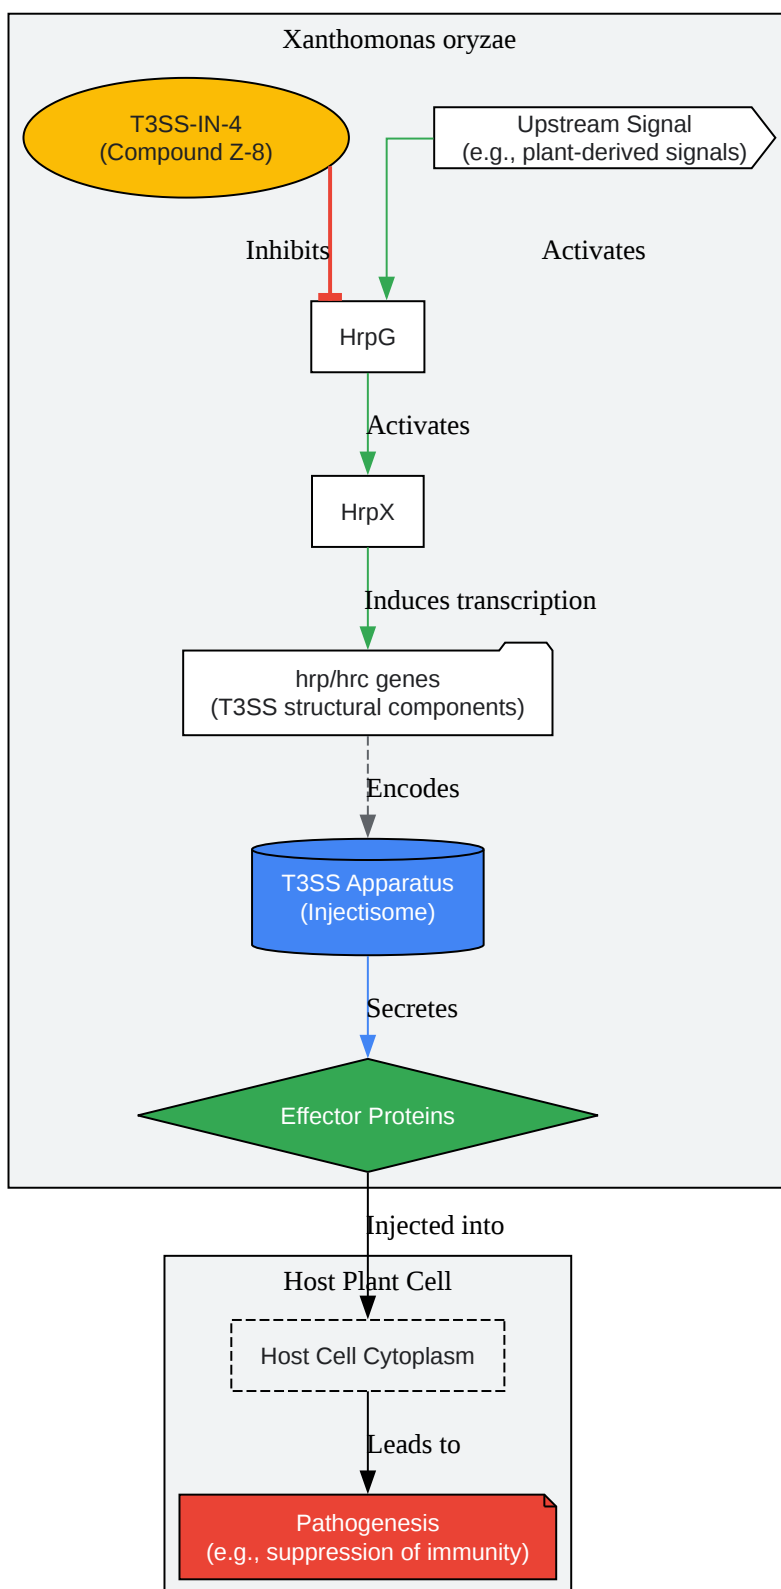 Xanthomonas oryzae
T3SS-IN-4
(Compound Z-8)
Upstream Signal
(e.g., plant-derived signals)
Inhibits
Activates
HrpG
Activates
HrpX
Induces transcription
hrp/hrc genes
(T3SS structural components)
Encodes
T3SS Apparatus
(Injectisome)
Secretes
Effector Proteins
Injected into
Host Plant Cell
Host Cell Cytoplasm
Leads to
Pathogenesis
(e.g., suppression of immunity)